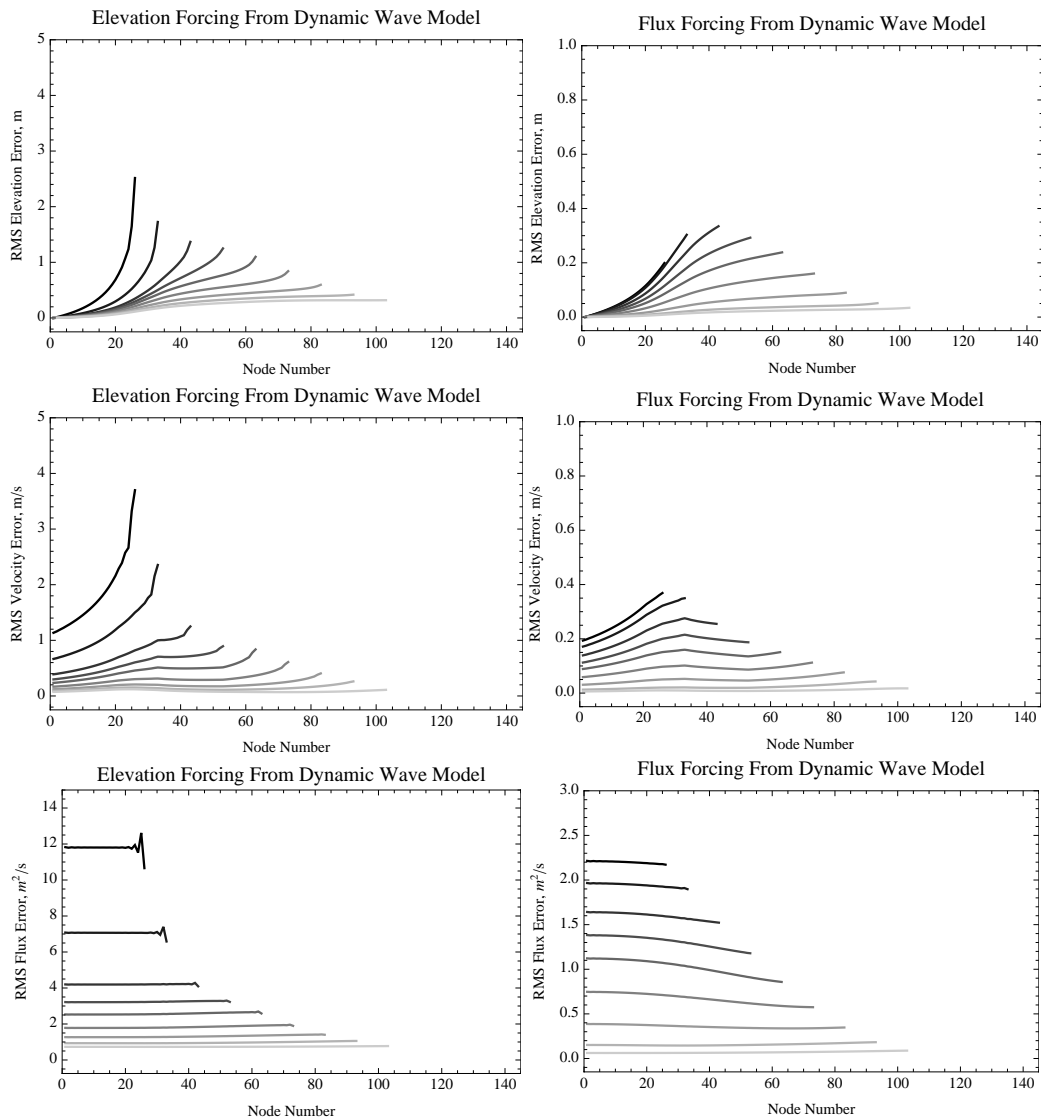 Elevation Forcing From Dynamic Wave Model
5
4
3
2
1
0
RMS Elevation Error, m
0 20 40 60 80 100 120 140
Node Number
Flux Forcing From Dynamic Wave Model
1.0
0.8
0.6
0.4
0.2
0.0
RMS Elevation Error, m
0 20 40 60 80 100 120 140
Node Number
Elevation Forcing From Dynamic Wave Model
5
4
3
2
1
0
RMS Velocity Error, m/s
0 20 40 60 80 100 120 140
Node Number
Flux Forcing From Dynamic Wave Model
1.0
0.8
0.6
0.4
0.2
0.0
RMS Velocity Error, m/s
0 20 40 60 80 100 120 140
Node Number
Elevation Forcing From Dynamic Wave Model
14
12
10
8
6
4
2
0
RMS Flux Error, m²/s
0 20 40 60 80 100 120 140
Node Number
Flux Forcing From Dynamic Wave Model
3.0
2.5
2.0
1.5
1.0
0.5
0.0
RMS Flux Error, m²/s
0 20 40 60 80 100 120 140
Node Number